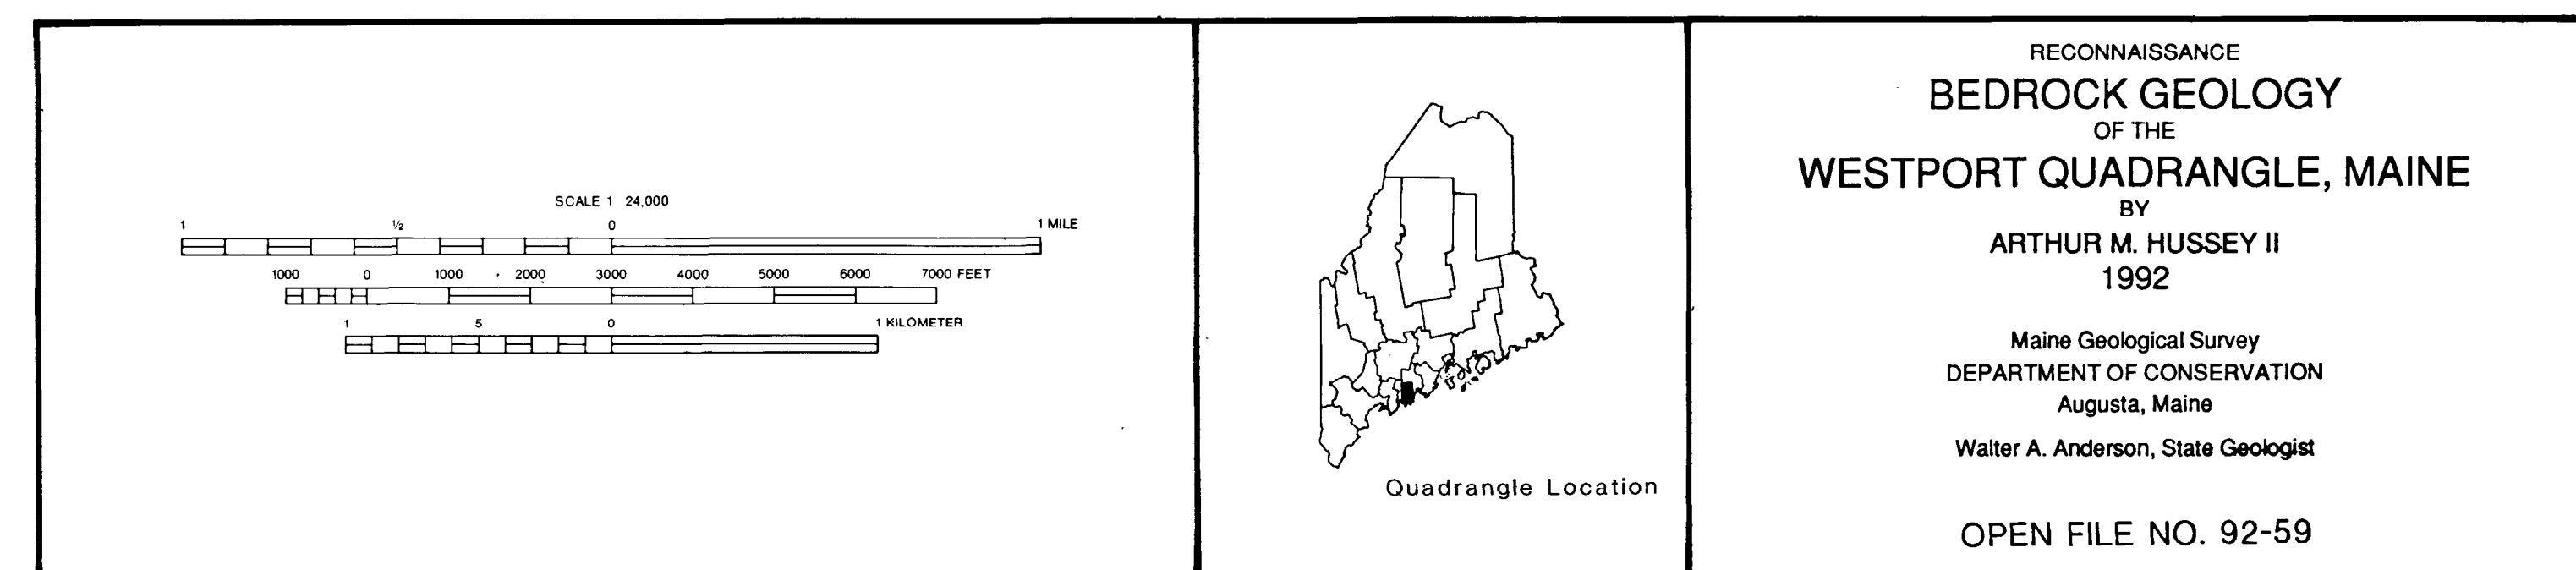 SCALE 1 24,000
1 ½ 0 1 MILE
1000 0 1000 2000 3000 4000 5000 6000 7000 FEET
1 5 0 1 KILOMETER
Quadrangle Location
RECONNAISSANCE
BEDROCK GEOLOGY
OF THE
WESTPORT QUADRANGLE, MAINE
BY
ARTHUR M. HUSSEY II
1992
Maine Geological Survey
DEPARTMENT OF CONSERVATION
Augusta, Maine
Walter A. Anderson, State Geologist
OPEN FILE NO. 92-59